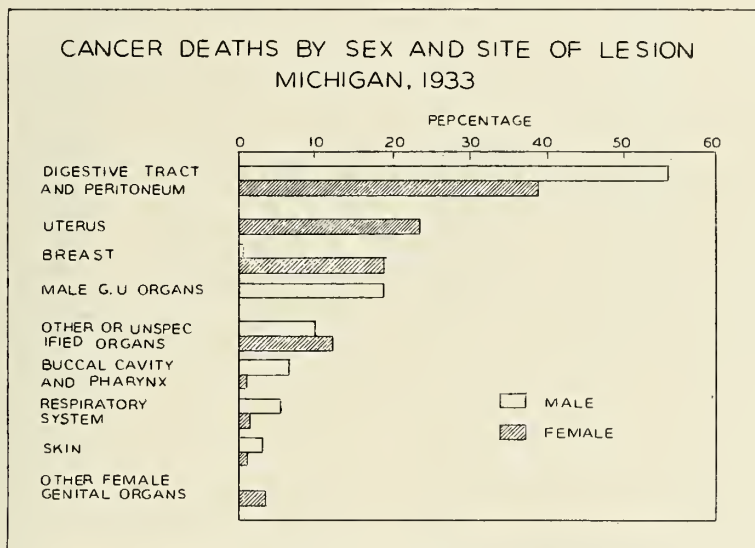 CANCER DEATHS BY SEX AND SITE OF LESION
MICHIGAN, 1933
PEPCENTAGE
0 10 20 30 40 50 60
DIGESTIVE TRACT
AND PERITONEUM
UTERUS
BREAST
MALE G.U ORGANS
OTHER OR UNSPEC
IFIED ORGANS
BUCCAL CAVITY
AND PHARYNX
RESPIRATORY
SYSTEM
SKIN
OTHER FEMALE
GENITAL ORGANS
MALE
FEMALE